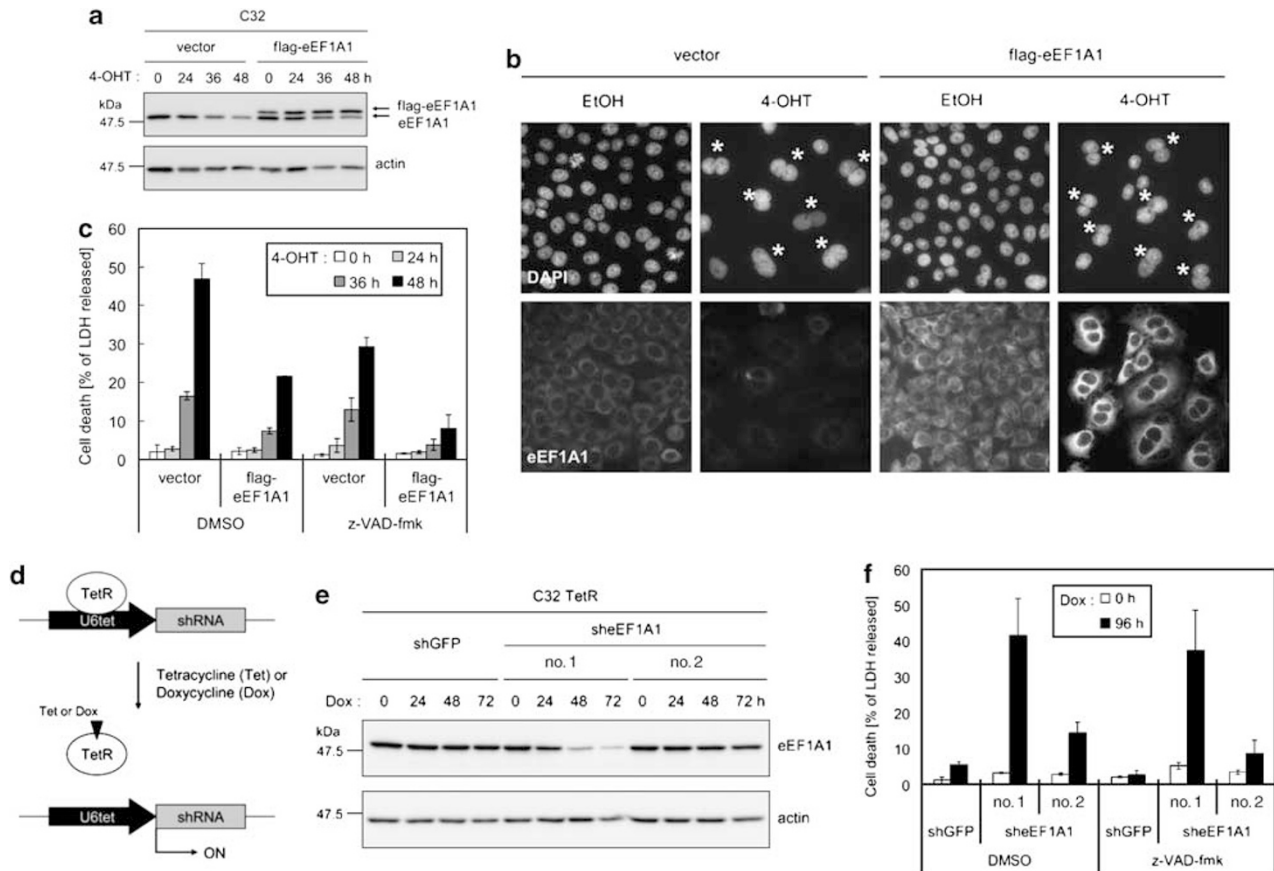 a
C32
vector flag-eEF1A1
4-OHT : 0 24 36 48 0 24 36 48 h
kDa
47.5
flag-eEF1A1
eEF1A1
47.5
actin
b
vector flag-eEF1A1
EtOH 4-OHT EtOH 4-OHT
* * * * * * *
* * * * * * * *
DAPI
eEF1A1
c
Cell death [% of LDH released]
60
50
40
30
20
10
0
4-OHT : 0 h 24 h
36 h 48 h
vector flag-eEF1A1 vector flag-eEF1A1
DMSO z-VAD-fmk
d
TetR
U6tet shRNA
Tetracycline (Tet) or
Doxycycline (Dox)
Tet or Dox
TetR
U6tet shRNA
ON
e
C32 TetR
sheEF1A1
shGFP no. 1 no. 2
Dox : 0 24 48 72 0 24 48 72 0 24 48 72 h
kDa
47.5
eEF1A1
47.5
actin
f
Cell death [% of LDH released]
60
50
40
30
20
10
0
Dox : 0 h
96 h
no. 1 no. 2 no. 1 no. 2
shGFP sheEF1A1 shGFP sheEF1A1
DMSO z-VAD-fmk